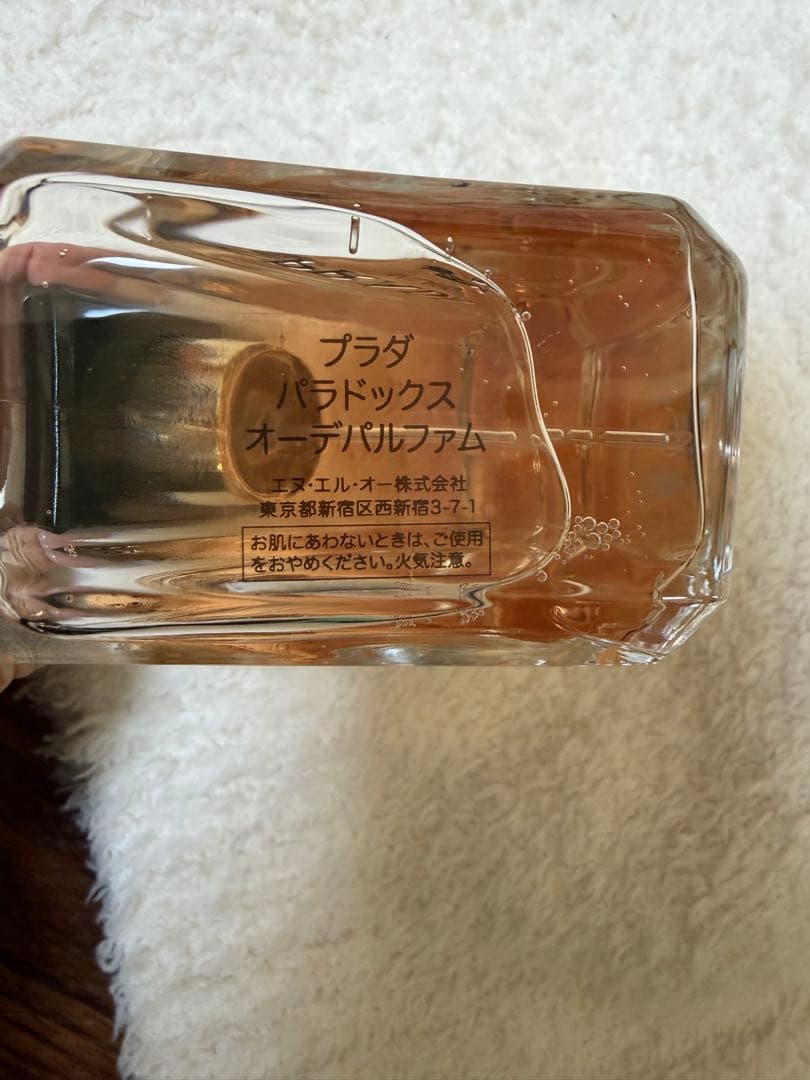 プラダ
パラドックス
オーデパルファム
エヌ・エル・オー株式会社
東京都新宿区西新宿3-7-1
お肌にあわないときは、ご使用
をおやめください。火気注意。